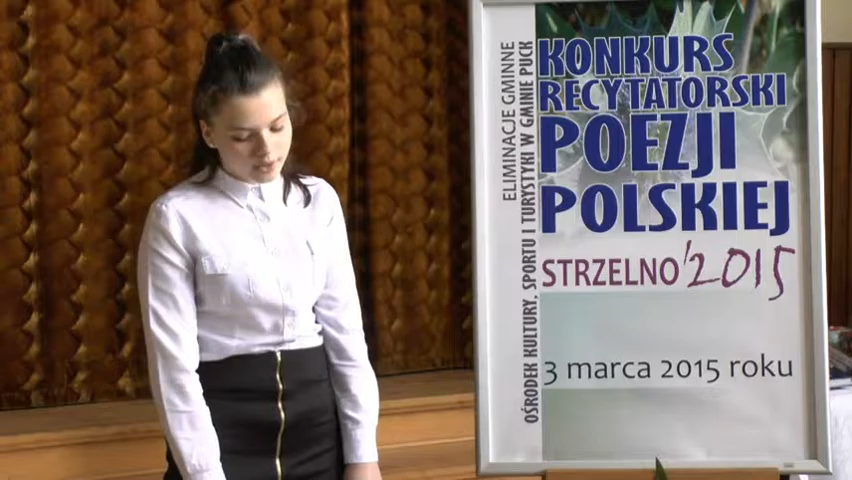 ELIMINACJE GMINNE
OŚRODEK KULTURY, SPORTU I TURYSTYKI W GMINIE PUCK
KONKURS
RECYTATORSKI
POEZJI
POLSKIEJ
STRZELNO'2015
3 marca 2015 roku